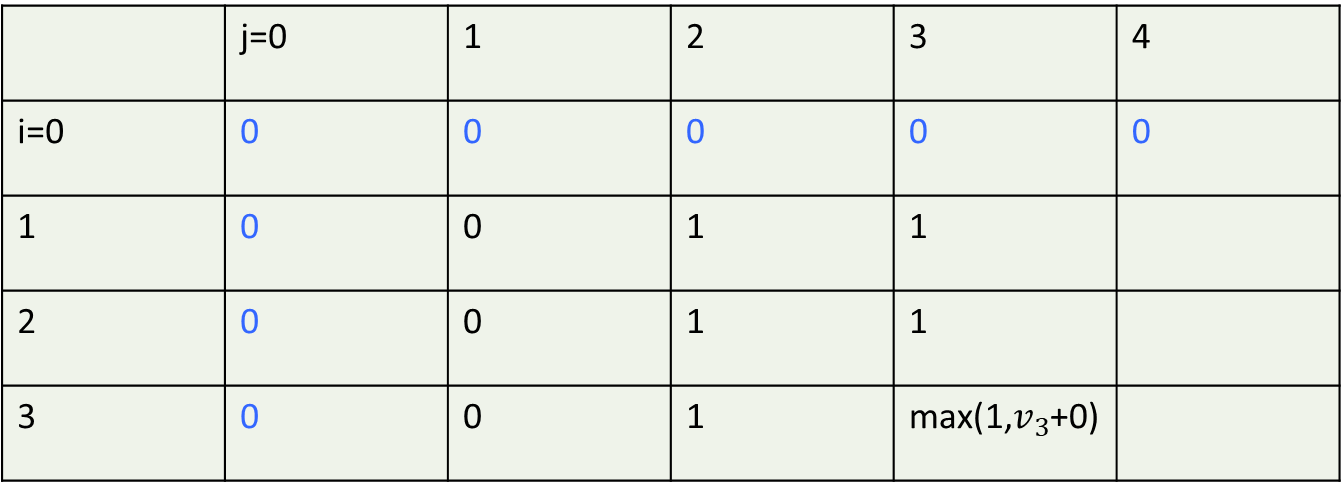 j=0 1 2 3 4
i=0 0 0 0 0 0
1 0 0 1 1
2 0 0 1 1
3 0 0 1 max(1,𝑣₃+0)